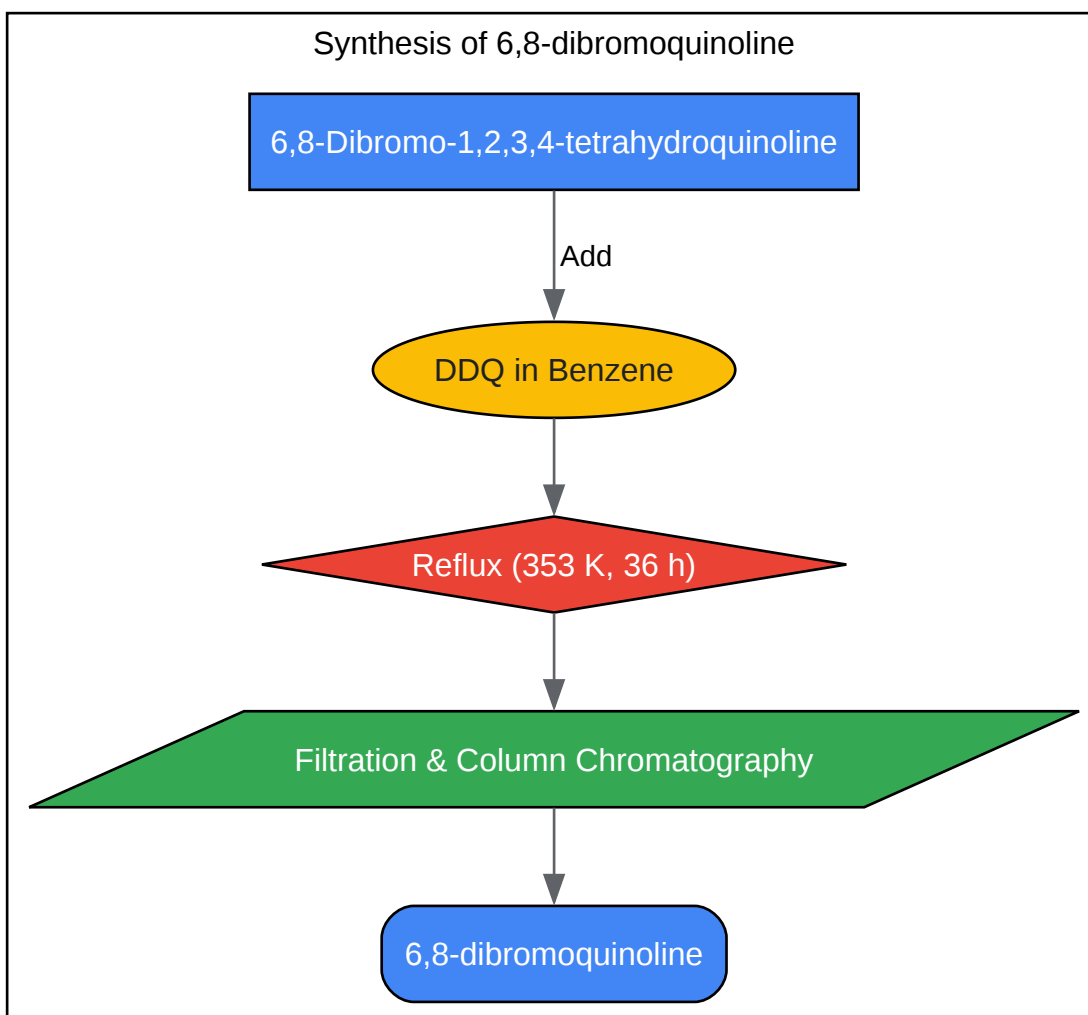 Synthesis of 6,8-dibromoquinoline
6,8-Dibromo-1,2,3,4-tetrahydroquinoline
Add
DDQ in Benzene
Reflux (353 K, 36 h)
Filtration & Column Chromatography
6,8-dibromoquinoline